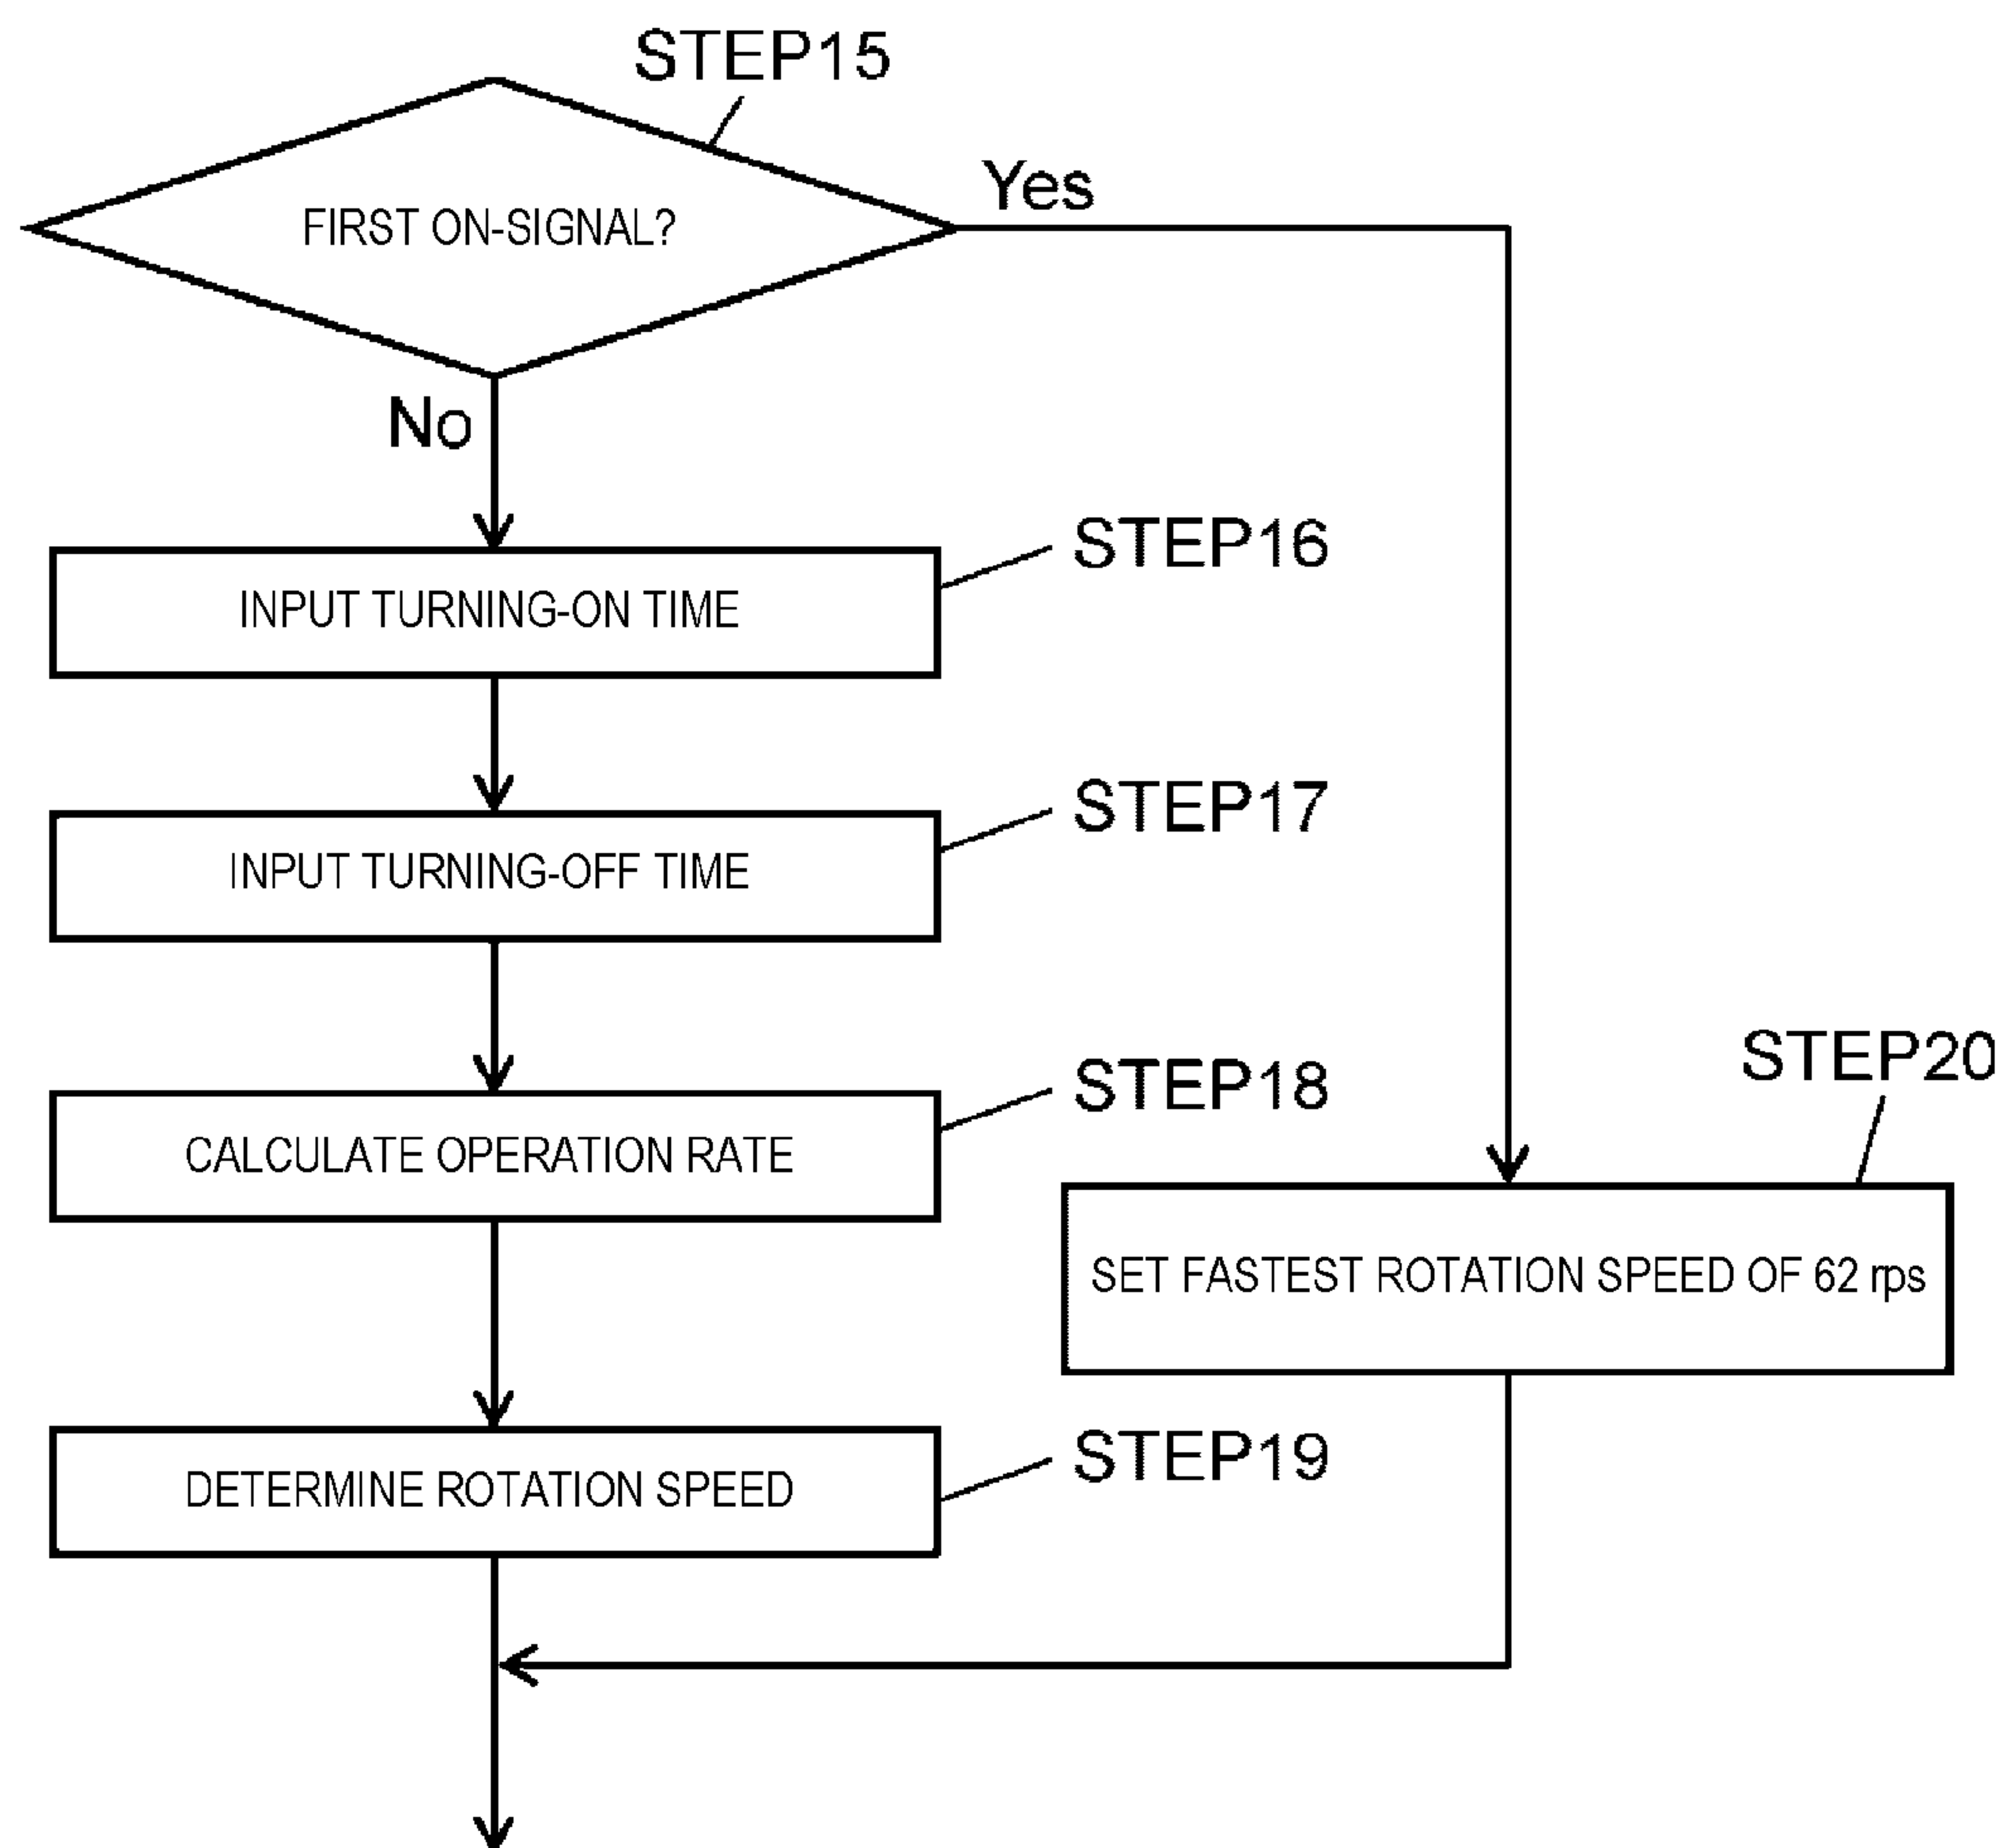 STEP15
FIRST ON-SIGNAL?
Yes
No
STEP16
INPUT TURNING-ON TIME
STEP17
INPUT TURNING-OFF TIME
STEP18
CALCULATE OPERATION RATE
STEP20
SET FASTEST ROTATION SPEED OF 62 rps
STEP19
DETERMINE ROTATION SPEED